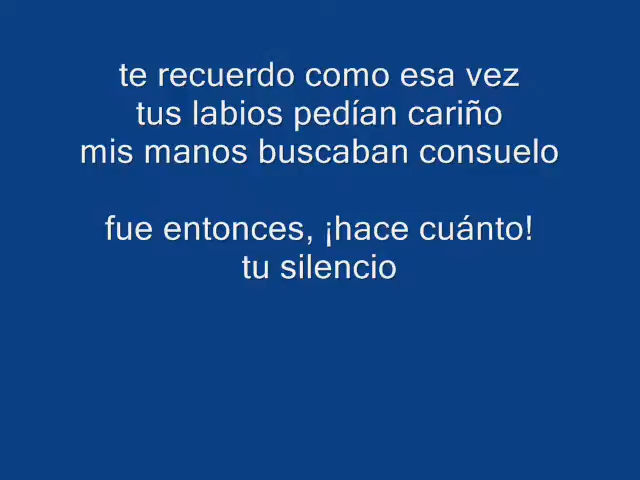 te recuerdo como esa vez
tus labios pedían cariño
mis manos buscaban consuelo
fue entonces, ¡hace cuánto!
tu silencio